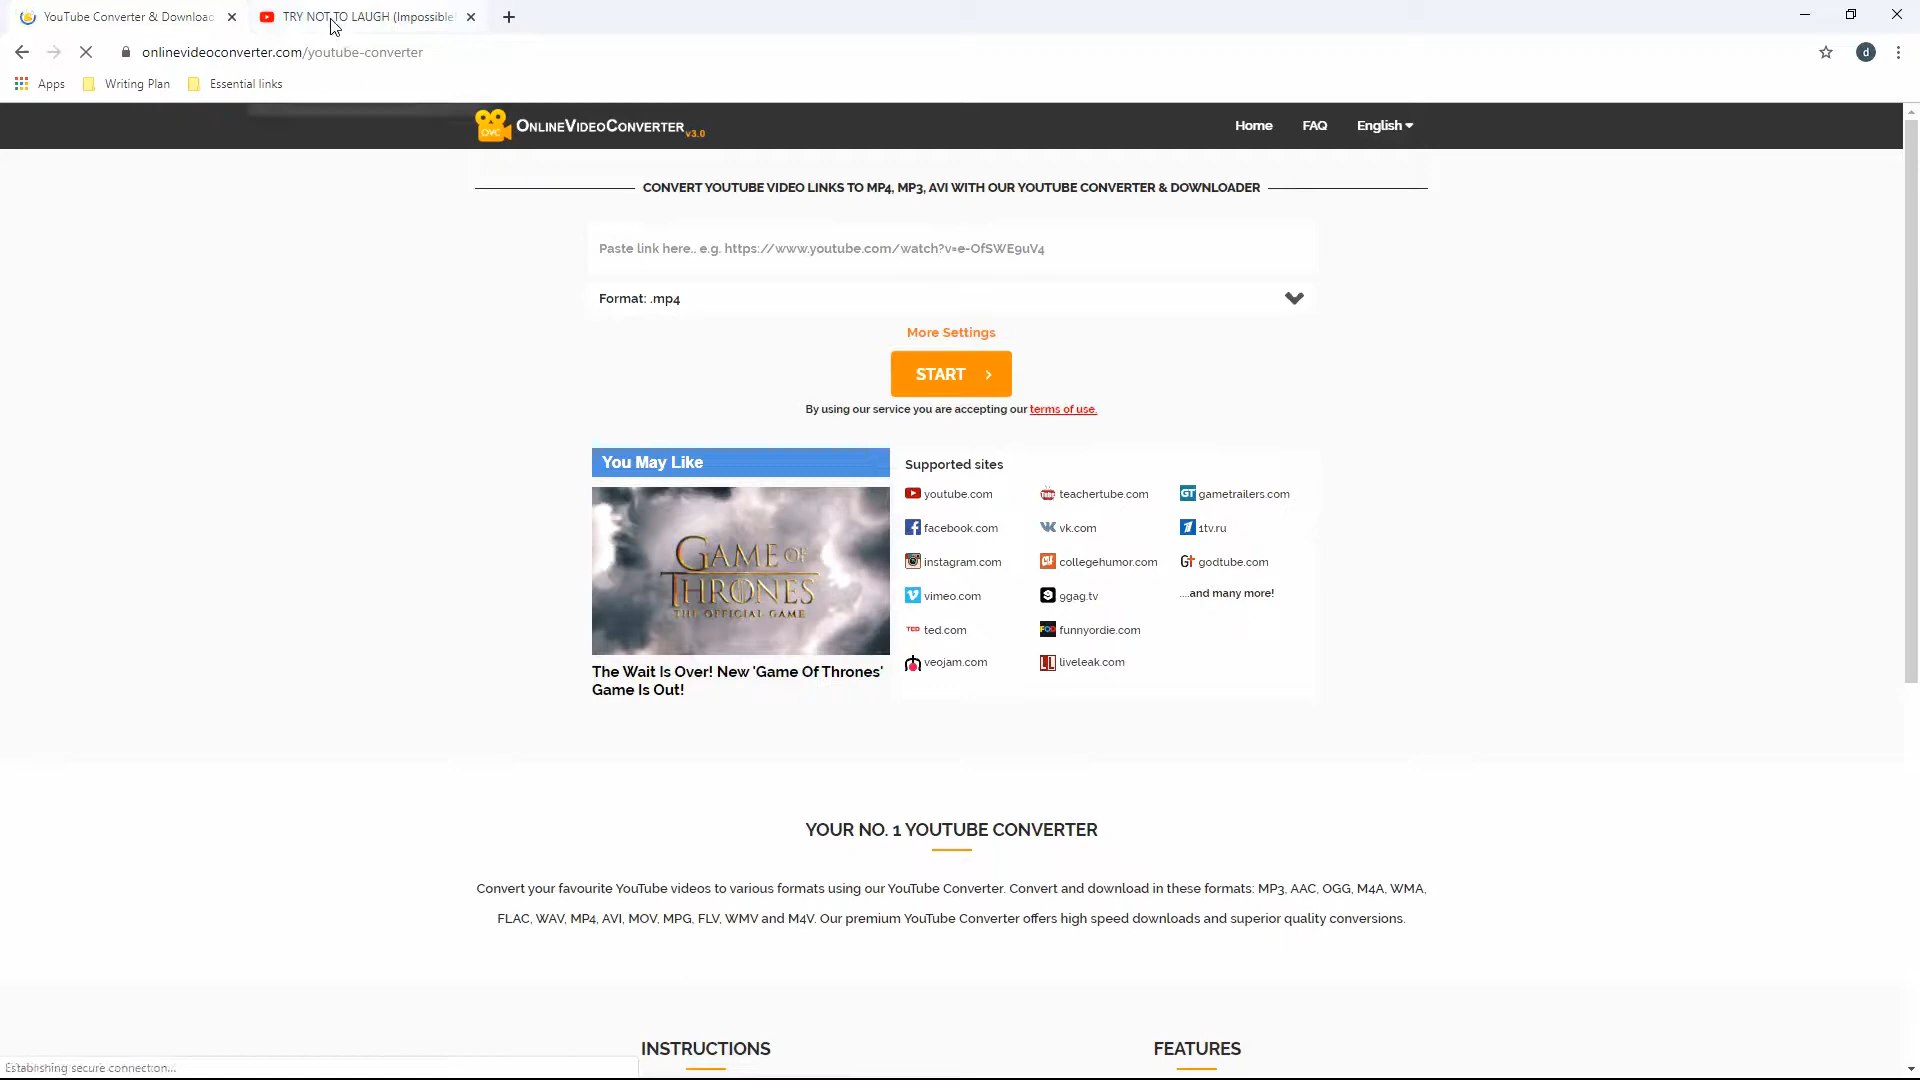 YouTube Converter & Download
TRY NOT TO LAUGH (Impossible!
onlinevideoconverter.com/youtube-converter
d
Apps
Writing Plan
Essential links
OVC
ONLINEVIDEOCONVERTER v3.0
Home
FAQ
English
CONVERT YOUTUBE VIDEO LINKS TO MP4, MP3, AVI WITH OUR YOUTUBE CONVERTER & DOWNLOADER
Paste link here.. e.g. https://www.youtube.com/watch?v=e-OfSWE9uV4
Format: .mp4
More Settings
START
By using our service you are accepting our terms of use.
You May Like
GAME OF
THRONES
THE OFFICIAL GAME
The Wait Is Over! New 'Game Of Thrones'
Game Is Out!
Supported sites
youtube.com
teachertube.com
gametrailers.com
facebook.com
vk.com
1tv.ru
instagram.com
collegehumor.com
godtube.com
vimeo.com
9gag.tv
....and many more!
TED ted.com
FOD funnyordie.com
veojam.com
LL liveleak.com
YOUR NO. 1 YOUTUBE CONVERTER
Convert your favourite YouTube videos to various formats using our YouTube Converter. Convert and download in these formats: MP3, AAC, OGG, M4A, WMA,
FLAC, WAV, MP4, AVI, MOV, MPG, FLV, WMV and M4V. Our premium YouTube Converter offers high speed downloads and superior quality conversions.
INSTRUCTIONS
FEATURES
Establishing secure connection...